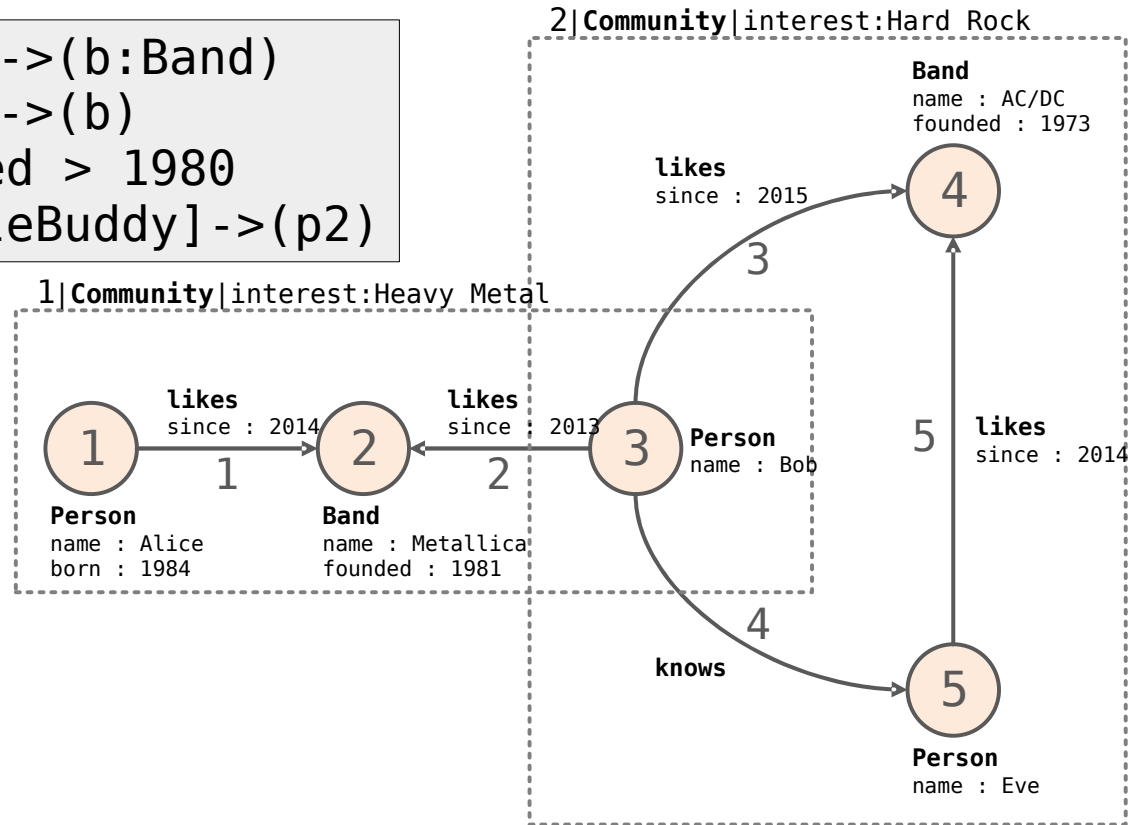 ->(b:Band)
->(b)
ed > 1980
leBuddy]->(p2)
2|Community|interest:Hard Rock
Band
name : AC/DC
founded : 1973
likes
since : 2015
4
3
1|Community|interest:Heavy Metal
likes
since : 2014
likes
since : 2013
1
2
3
Person
name : Bob
5
likes
since : 2014
1
2
Person
name : Alice
born : 1984
Band
name : Metallica
founded : 1981
4
knows
5
Person
name : Eve